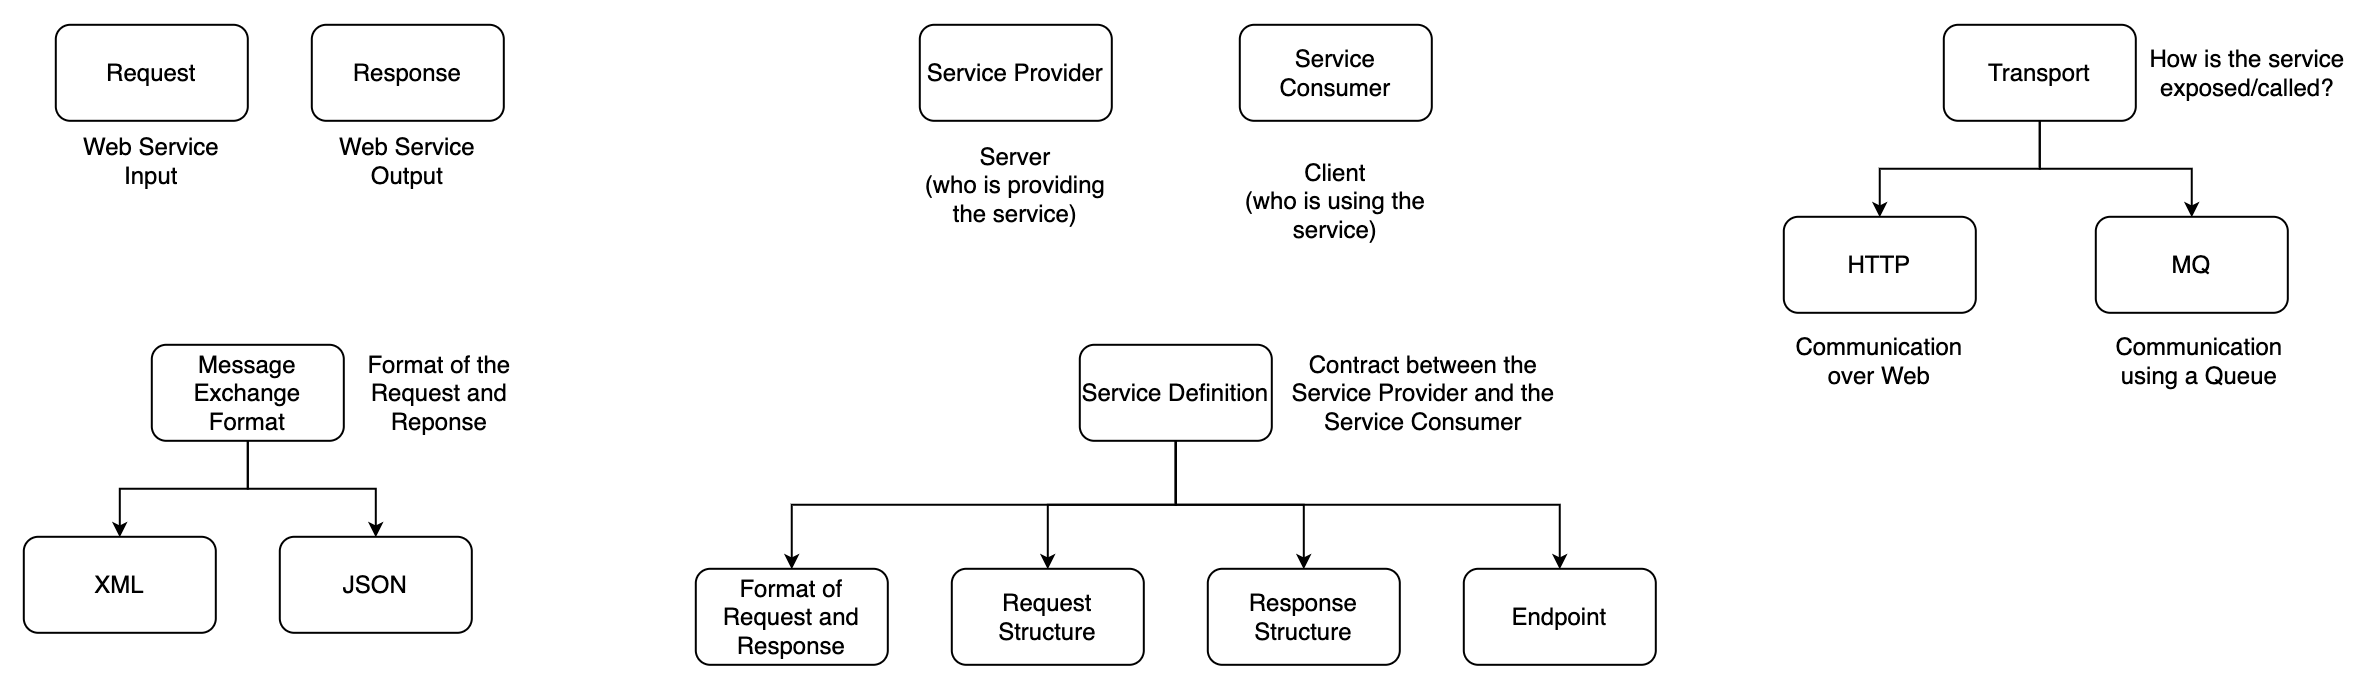 Request
Response
Web Service
Input
Web Service
Output
Service Provider
Service
Consumer
Server
(who is providing
the service)
Client
(who is using the
service)
Transport
How is the service
exposed/called?
HTTP
MQ
Communication
over Web
Communication
using a Queue
Message
Exchange
Format
Format of the
Request and
Reponse
XML
JSON
Service Definition
Contract between the
Service Provider and the
Service Consumer
Format of
Request and
Response
Request
Structure
Response
Structure
Endpoint